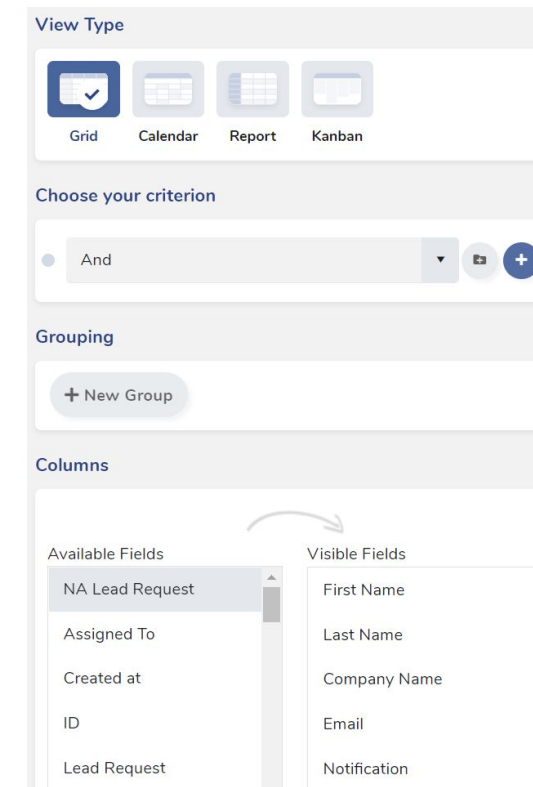 View Type
Grid Calendar Report Kanban
Choose your criterion
And
Grouping
+ New Group
Columns
Available Fields
NA Lead Request
Assigned To
Created at
ID
Lead Request
Visible Fields
First Name
Last Name
Company Name
Email
Notification